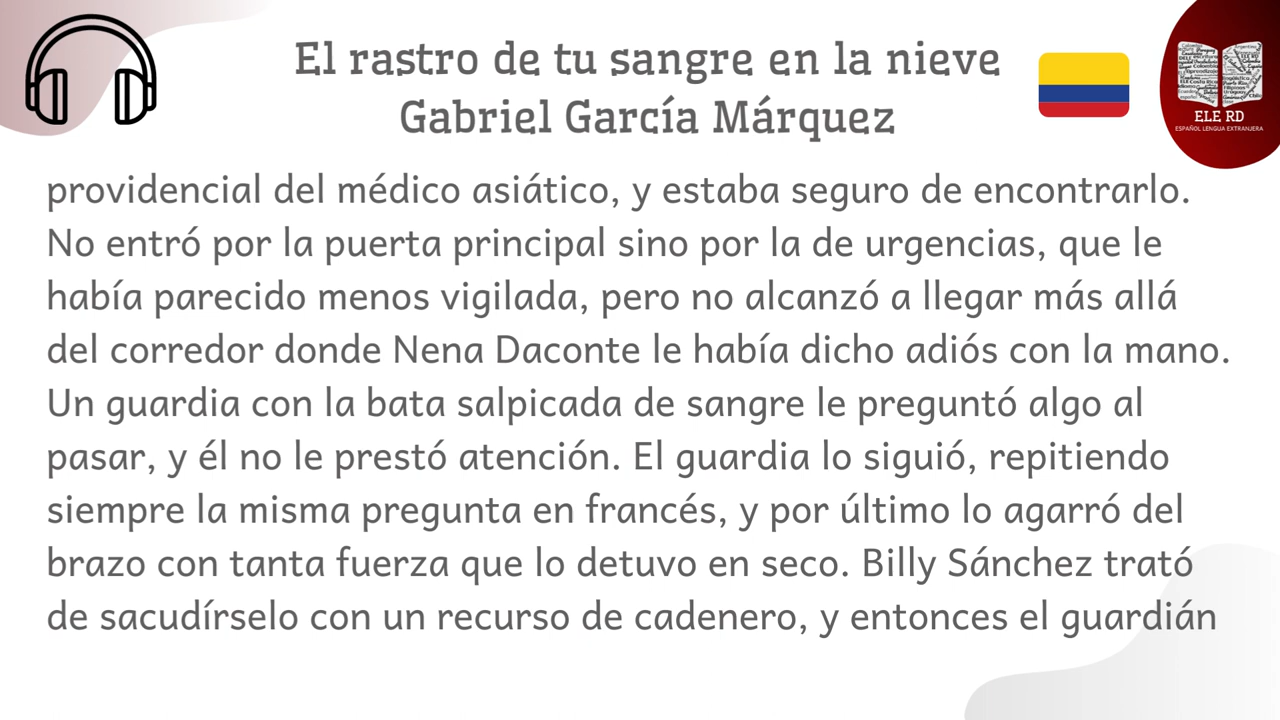 El rastro de tu sangre en la nieve
Gabriel García Márquez
ELE RD
ESPAÑOL LENGUA EXTRANJERA
providencial del médico asiático, y estaba seguro de encontrarlo.
No entró por la puerta principal sino por la de urgencias, que le
había parecido menos vigilada, pero no alcanzó a llegar más allá
del corredor donde Nena Daconte le había dicho adiós con la mano.
Un guardia con la bata salpicada de sangre le preguntó algo al
pasar, y él no le prestó atención. El guardia lo siguió, repitiendo
siempre la misma pregunta en francés, y por último lo agarró del
brazo con tanta fuerza que lo detuvo en seco. Billy Sánchez trató
de sacudírselo con un recurso de cadenero, y entonces el guardián